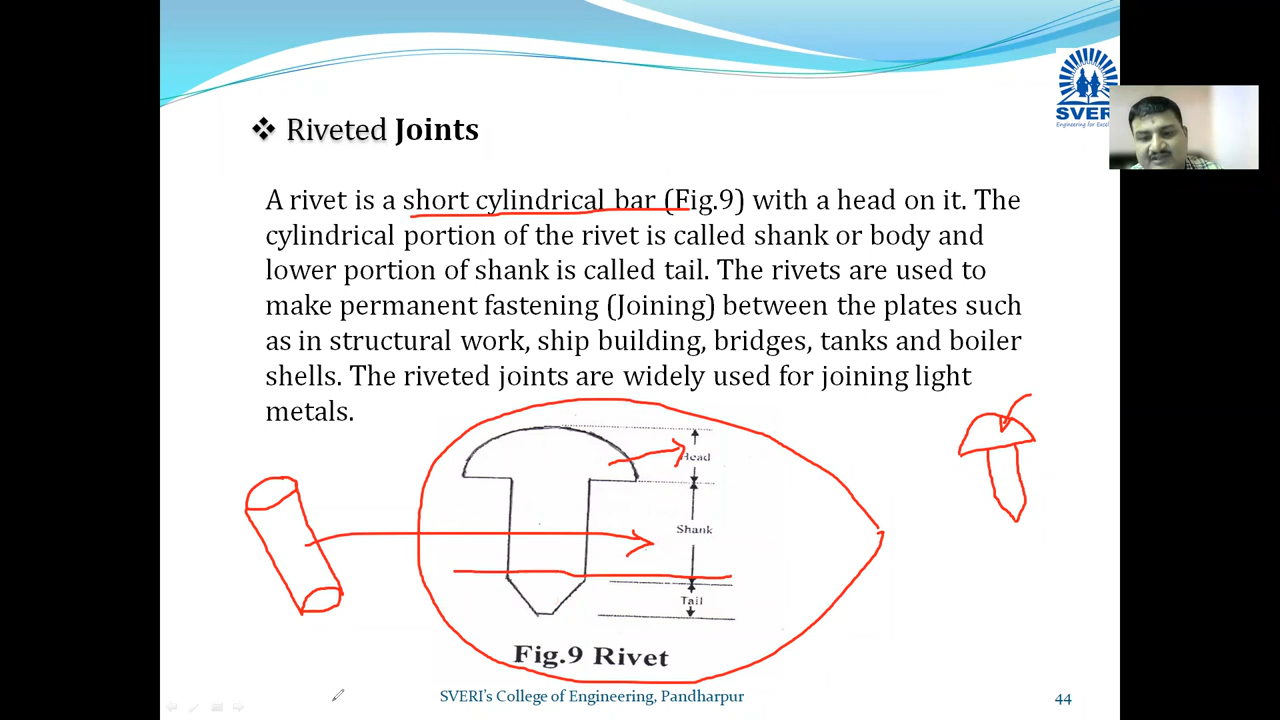 ❖ Riveted Joints
SVERI
Engineering for Excel
A rivet is a short cylindrical bar (Fig.9) with a head on it. The
cylindrical portion of the rivet is called shank or body and
lower portion of shank is called tail. The rivets are used to
make permanent fastening (Joining) between the plates such
as in structural work, ship building, bridges, tanks and boiler
shells. The riveted joints are widely used for joining light
metals.
Head
Shank
Tail
Fig.9 Rivet
SVERI's College of Engineering, Pandharpur
44